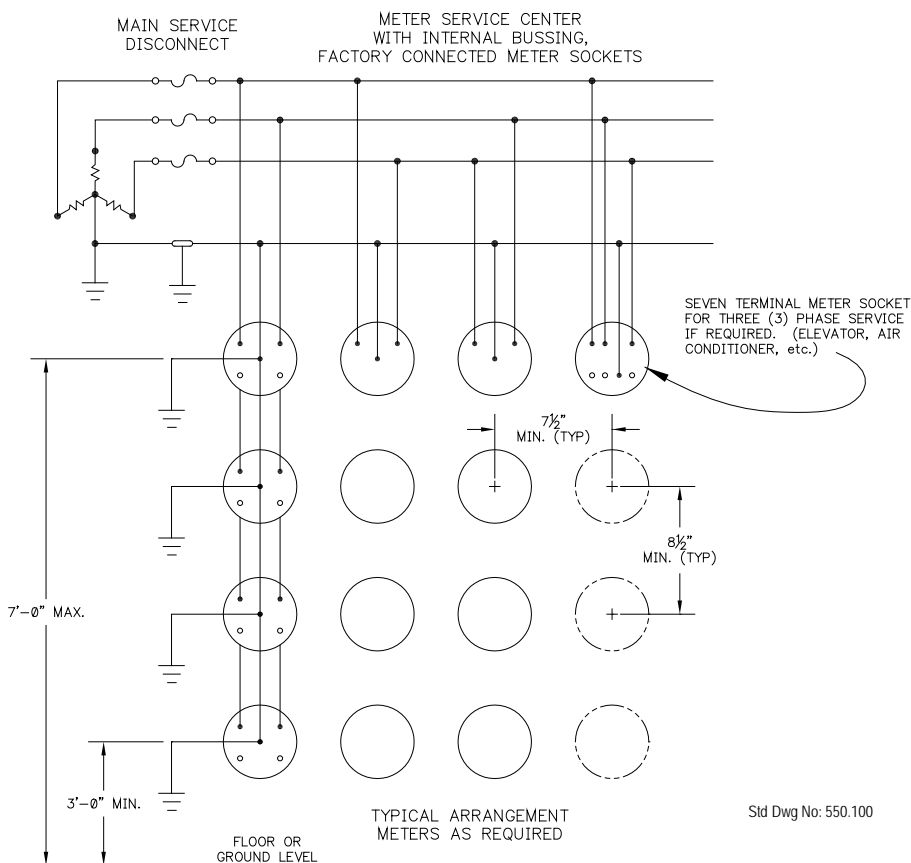 MAIN SERVICE
DISCONNECT
METER SERVICE CENTER
WITH INTERNAL BUSSING,
FACTORY CONNECTED METER SOCKETS
SEVEN TERMINAL METER SOCKET
FOR THREE (3) PHASE SERVICE
IF REQUIRED. (ELEVATOR, AIR
CONDITIONER, etc.)
7½"
MIN. (TYP)
8½"
MIN. (TYP)
7'-0" MAX.
3'-0" MIN.
TYPICAL ARRANGEMENT
METERS AS REQUIRED
Std Dwg No: 550.100
FLOOR OR
GROUND LEVEL